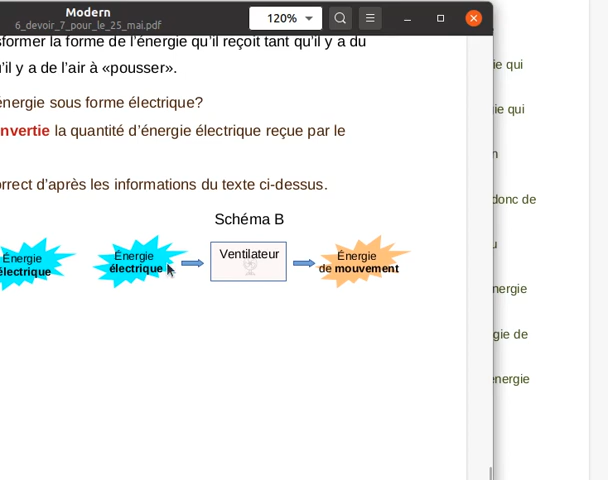 Modern
6_devoir_7_pour_le_25_mai.pdf
120%
sformer la forme de l'énergie qu'il reçoit tant qu'il y a du
'il y a de l'air à «pousser».
énergie sous forme électrique?
nvertie la quantité d'énergie électrique reçue par le
orrect d'après les informations du texte ci-dessus.
Schéma B
Énergie
électrique
Énergie
électrique
Ventilateur
Énergie
de mouvement
ie qui
ie qui
n
donc de
u
nergie
gie de
énergie